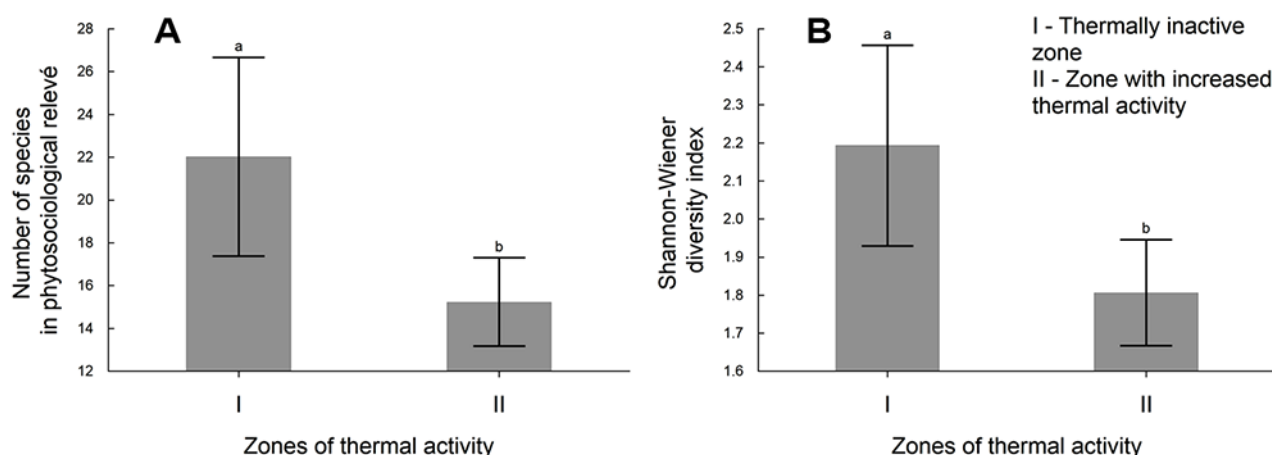 A
Number of species
in phytosociological relevé
28
26
24
22
20
18
16
14
12
a
b
I
II
Zones of thermal activity
B
Shannon-Wiener
diversity index
2.5
2.4
2.3
2.2
2.1
2.0
1.9
1.8
1.7
1.6
a
b
I
II
Zones of thermal activity
I - Thermally inactive
zone
II - Zone with increased
thermal activity